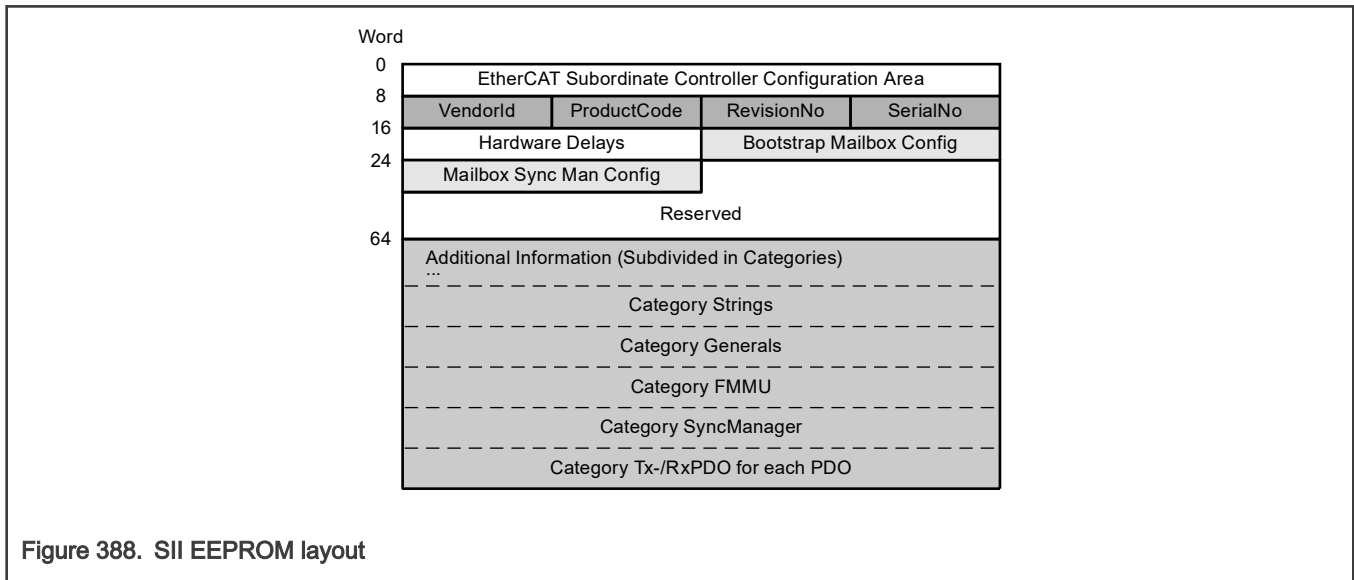 Word
0
EtherCAT Subordinate Controller Configuration Area
8
VendorId ProductCode RevisionNo SerialNo
16
Hardware Delays Bootstrap Mailbox Config
24
Mailbox Sync Man Config
Reserved
64
Additional Information (Subdivided in Categories)
...
Category Strings
Category Generals
Category FMMU
Category SyncManager
Category Tx-/RxPDO for each PDO
Figure 388. SII EEPROM layout